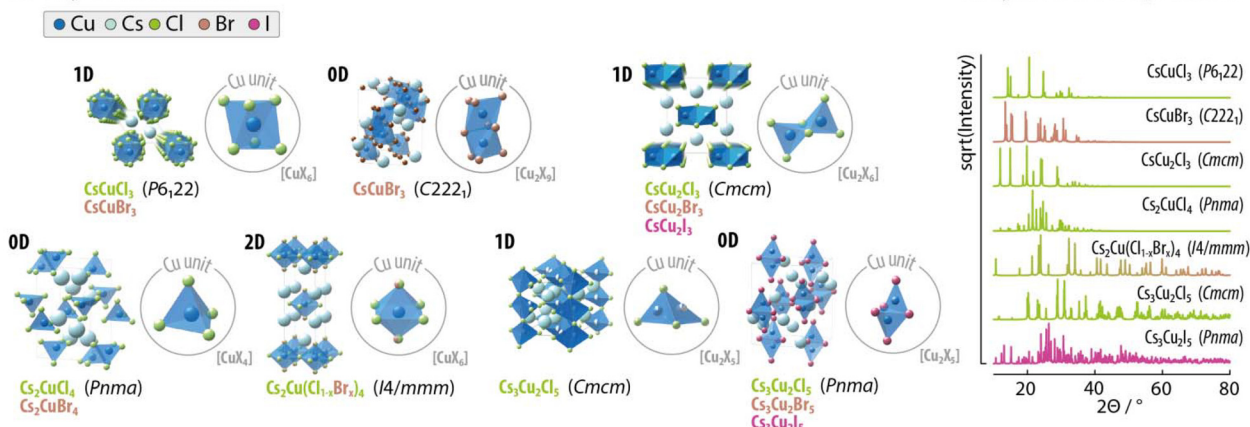 Cu Cs Cl Br I
1D
Cu unit
[CuX₆]
CsCuCl₃ (P6₁22)
CsCuBr₃
0D
Cu unit
[Cu₂X₉]
CsCuBr₃ (C222₁)
1D
Cu unit
[Cu₂X₆]
CsCu₂Cl₃ (Cmcm)
CsCu₂Br₃
CsCu₂I₃
0D
Cu unit
[CuX₄]
Cs₂CuCl₄ (Pnma)
Cs₂CuBr₄
2D
Cu unit
[CuX₆]
Cs₂Cu(Cl₁₋ₓBrₓ)₄ (I4/mmm)
1D
Cu unit
[Cu₂X₅]
Cs₃Cu₂Cl₅ (Cmcm)
0D
Cu unit
[Cu₂X₅]
Cs₃Cu₂Cl₅ (Pnma)
Cs₃Cu₂Br₅
Cs₃Cu₂I₅
sqrt(Intensity)
CsCuCl₃ (P6₁22)
CsCuBr₃ (C222₁)
CsCu₂Cl₃ (Cmcm)
Cs₂CuCl₄ (Pnma)
Cs₂Cu(Cl₁₋ₓBrₓ)₄ (I4/mmm)
Cs₃Cu₂Cl₅ (Cmcm)
Cs₃Cu₂I₅ (Pnma)
20 40 60 80
2Θ / °